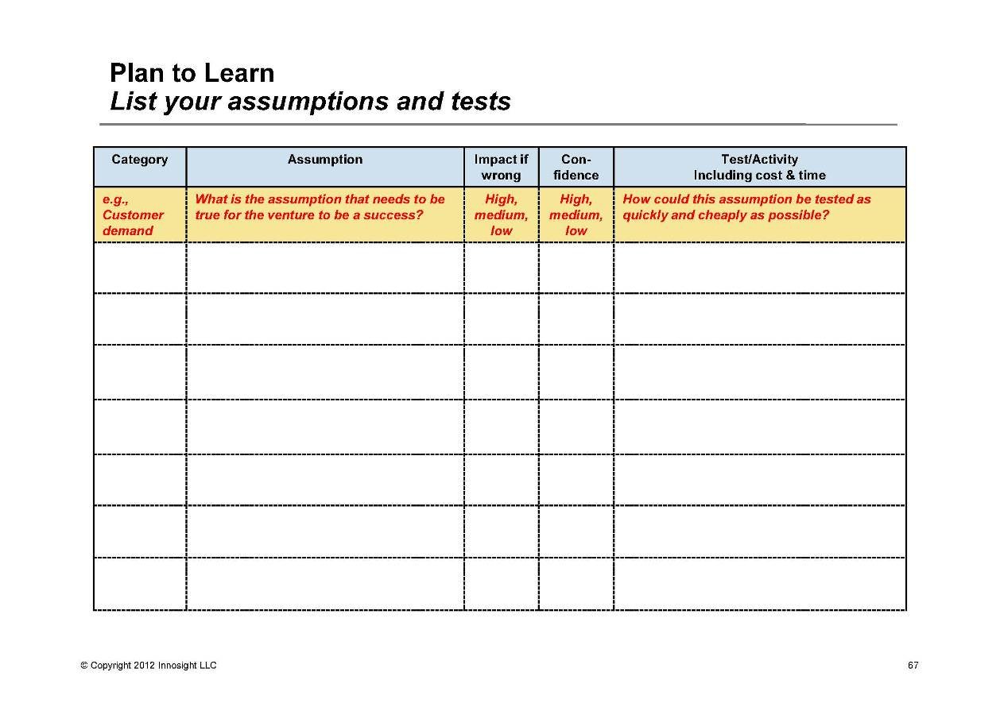 Plan to Learn
List your assumptions and tests
Category
Assumption
Impact if
wrong
Con-
fidence
Test/Activity
Including cost & time
e.g.,
Customer
demand
What is the assumption that needs to be
true for the venture to be a success?
High,
medium,
low
High,
medium,
low
How could this assumption be tested as
quickly and cheaply as possible?
© Copyright 2012 Innosight LLC
67